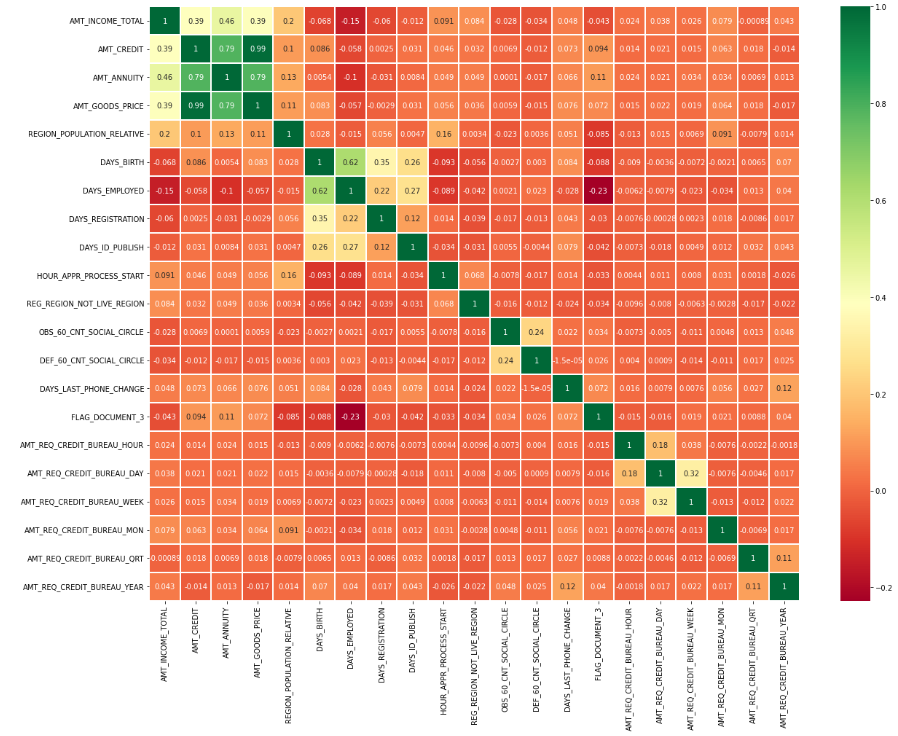 AMT_INCOME_TOTAL 1 0.39 0.46 0.39 0.2 -0.068 -0.15 -0.06 -0.012 0.091 0.084 -0.028 -0.034 0.048 -0.043 0.024 0.038 0.026 0.079 -0.00089 0.043
AMT_CREDIT 0.39 1 0.79 0.99 0.1 0.086 -0.058 0.0025 0.031 0.046 0.032 0.0069 -0.012 0.073 0.094 0.014 0.021 0.015 0.063 0.018 -0.014
AMT_ANNUITY 0.46 0.79 1 0.79 0.13 0.0054 -0.1 -0.031 0.0084 0.049 0.049 0.0001 -0.017 0.066 0.11 0.024 0.021 0.034 0.034 0.0069 0.013
AMT_GOODS_PRICE 0.39 0.99 0.79 1 0.11 0.083 -0.057 -0.0029 0.031 0.056 0.036 0.0059 -0.015 0.076 0.072 0.015 0.022 0.019 0.064 0.018 -0.017
REGION_POPULATION_RELATIVE 0.2 0.1 0.13 0.11 1 0.028 -0.015 0.056 0.0047 0.16 0.0034 -0.023 0.0036 0.051 -0.085 -0.013 0.015 0.0069 0.091 -0.0079 0.014
DAYS_BIRTH -0.068 0.086 0.0054 0.083 0.028 1 0.62 0.35 0.26 -0.093 -0.056 -0.0027 0.003 0.084 -0.088 -0.009 -0.0036 -0.0072 -0.0021 0.0065 0.07
DAYS_EMPLOYED -0.15 -0.058 -0.1 -0.057 -0.015 0.62 1 0.22 0.27 -0.089 -0.042 0.0021 0.023 -0.028 -0.23 -0.0062 -0.0079 -0.023 -0.034 0.013 0.04
DAYS_REGISTRATION -0.06 0.0025 -0.031 -0.0029 0.056 0.35 0.22 1 0.12 0.014 -0.039 -0.017 -0.013 0.043 -0.03 -0.0076 -0.00028 0.0023 0.018 -0.0086 0.017
DAYS_ID_PUBLISH -0.012 0.031 0.0084 0.031 0.0047 0.26 0.27 0.12 1 -0.034 -0.031 0.0055 -0.0044 0.079 -0.042 -0.0073 -0.018 0.0049 0.012 0.032 0.043
HOUR_APPR_PROCESS_START 0.091 0.046 0.049 0.056 0.16 -0.093 -0.089 0.014 -0.034 1 0.068 -0.0078 -0.017 0.014 -0.033 0.0044 0.011 0.008 0.031 0.0018 -0.026
REG_REGION_NOT_LIVE_REGION 0.084 0.032 0.049 0.036 0.0034 -0.056 -0.042 -0.039 -0.031 0.068 1 -0.016 -0.012 -0.024 -0.034 -0.0096 -0.008 -0.0063 -0.0028 -0.017 -0.022
OBS_60_CNT_SOCIAL_CIRCLE -0.028 0.0069 0.0001 0.0059 -0.023 -0.0027 0.0021 -0.017 0.0055 -0.0078 -0.016 1 0.24 0.022 0.034 -0.0073 -0.005 -0.011 0.0048 0.013 0.048
DEF_60_CNT_SOCIAL_CIRCLE -0.034 -0.012 -0.017 -0.015 0.0036 0.003 0.023 -0.013 -0.0044 -0.017 -0.012 0.24 1 -1.5e-05 0.026 0.004 0.0009 -0.014 -0.011 0.017 0.025
DAYS_LAST_PHONE_CHANGE 0.048 0.073 0.066 0.076 0.051 0.084 -0.028 0.043 0.079 0.014 -0.024 0.022 -1.5e-05 1 0.072 0.016 0.0079 0.0076 0.056 0.027 0.12
FLAG_DOCUMENT_3 -0.043 0.094 0.11 0.072 -0.085 -0.088 -0.23 -0.03 -0.042 -0.033 -0.034 0.034 0.026 0.072 1 -0.015 -0.016 0.019 0.021 0.0088 0.04
AMT_REQ_CREDIT_BUREAU_HOUR 0.024 0.014 0.024 0.015 -0.013 -0.009 -0.0062 -0.0076 -0.0073 0.0044 -0.0096 -0.0073 0.004 0.016 -0.015 1 0.18 0.038 -0.0076 -0.0022 -0.0018
AMT_REQ_CREDIT_BUREAU_DAY 0.038 0.021 0.021 0.022 0.015 -0.0036 -0.0079 -0.00028 -0.018 0.011 -0.008 -0.005 0.0009 0.0079 -0.016 0.18 1 0.32 -0.0076 -0.0046 0.017
AMT_REQ_CREDIT_BUREAU_WEEK 0.026 0.015 0.034 0.019 0.0069 -0.0072 -0.023 0.0023 0.0049 0.008 -0.0063 -0.011 -0.014 0.0076 0.019 0.038 0.32 1 -0.013 -0.012 0.022
AMT_REQ_CREDIT_BUREAU_MON 0.079 0.063 0.034 0.064 0.091 -0.0021 -0.034 0.018 0.012 0.031 -0.0028 0.0048 -0.011 0.056 0.021 -0.0076 -0.0076 -0.013 1 -0.0069 0.017
AMT_REQ_CREDIT_BUREAU_QRT -0.00089 0.018 0.0069 0.018 -0.0079 0.0065 0.013 -0.0086 0.032 0.0018 -0.017 0.013 0.017 0.027 0.0088 -0.0022 -0.0046 -0.012 -0.0069 1 0.11
AMT_REQ_CREDIT_BUREAU_YEAR 0.043 -0.014 0.013 -0.017 0.014 0.07 0.04 0.017 0.043 -0.026 -0.022 0.048 0.025 0.12 0.04 -0.0018 0.017 0.022 0.017 0.11 1
AMT_INCOME_TOTAL
AMT_CREDIT
AMT_ANNUITY
AMT_GOODS_PRICE
REGION_POPULATION_RELATIVE
DAYS_BIRTH
DAYS_EMPLOYED
DAYS_REGISTRATION
DAYS_ID_PUBLISH
HOUR_APPR_PROCESS_START
REG_REGION_NOT_LIVE_REGION
OBS_60_CNT_SOCIAL_CIRCLE
DEF_60_CNT_SOCIAL_CIRCLE
DAYS_LAST_PHONE_CHANGE
FLAG_DOCUMENT_3
AMT_REQ_CREDIT_BUREAU_HOUR
AMT_REQ_CREDIT_BUREAU_DAY
AMT_REQ_CREDIT_BUREAU_WEEK
AMT_REQ_CREDIT_BUREAU_MON
AMT_REQ_CREDIT_BUREAU_QRT
AMT_REQ_CREDIT_BUREAU_YEAR
1.0
0.8
0.6
0.4
0.2
0.0
−0.2